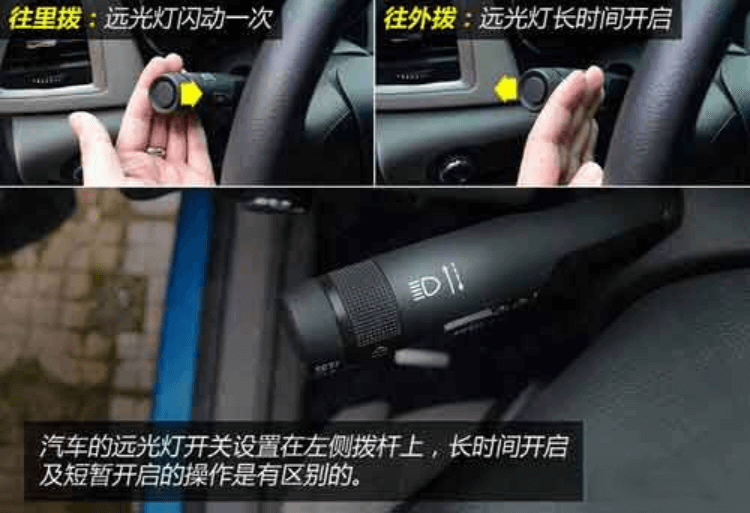 往里拨：远光灯闪动一次
往外拨：远光灯长时间开启
汽车的远光灯开关设置在左侧拨杆上，长时间开启
及短暂开启的操作是有区别的。